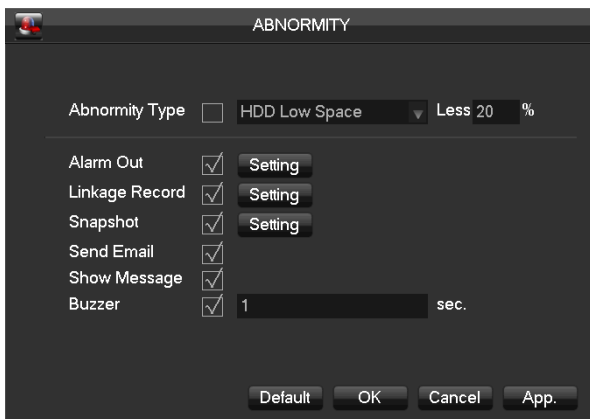 ABNORMITY
Abnormity Type HDD Low Space Less 20 %
Alarm Out Setting
Linkage Record Setting
Snapshot Setting
Send Email
Show Message
Buzzer 1 sec.
Default OK Cancel App.